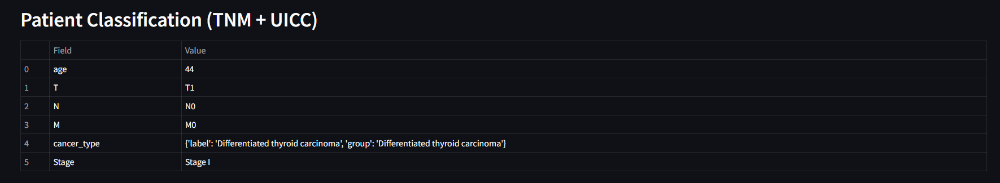 Patient Classification (TNM + UICC)
Field Value
0 age 44
1 T T1
2 N N0
3 M M0
4 cancer_type {'label': 'Differentiated thyroid carcinoma', 'group': 'Differentiated thyroid carcinoma'}
5 Stage Stage I